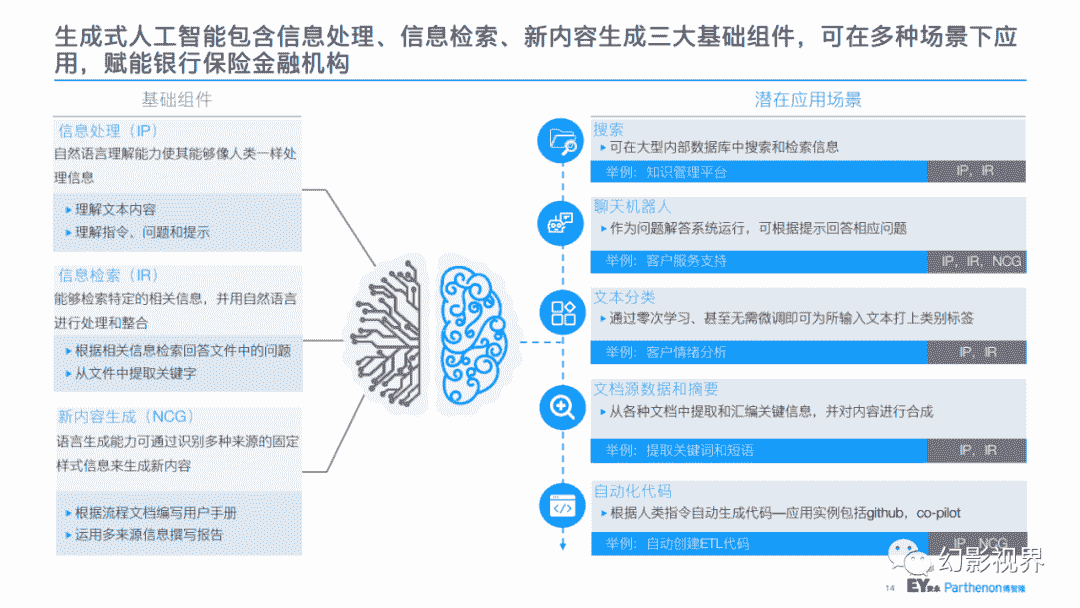 生成式人工智能包含信息处理、信息检索、新内容生成三大基础组件，可在多种场景下应
用，赋能银行保险金融机构
基础组件
信息处理（IP）
自然语言理解能力使其能够像人类一样处
理信息
理解文本内容
理解指令、问题和提示
信息检索（IR）
能够检索特定的相关信息，并用自然语言
进行处理和整合
根据相关信息检索回答文件中的问题
从文件中提取关键字
新内容生成（NCG）
语言生成能力可通过识别多种来源的固定
样式信息来生成新内容
根据流程文档编写用户手册
运用多来源信息撰写报告
潜在应用场景
搜索
可在大型内部数据库中搜索和检索信息
举例：知识管理平台
IP，IR
聊天机器人
作为问题解答系统运行，可根据提示回答相应问题
举例：客户服务支持
IP，IR，NCG
文本分类
通过零次学习、甚至无需微调即可为所输入文本打上类别标签
举例：客户情绪分析
IP，IR
文档源数据和摘要
从各种文档中提取和汇编关键信息，并对内容进行合成
举例：提取关键词和短语
IP，IR
自动化代码
根据人类指令自动生成代码—应用实例包括github，co-pilot
举例：自动创建ETL代码
IP，NCG
幻影视界
14
EY安永 Parthenon博智隆